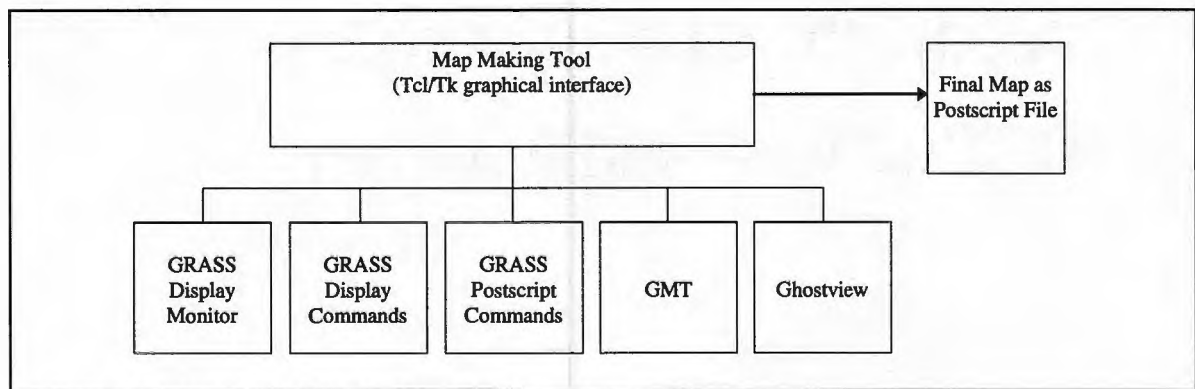 Map Making Tool
(Tcl/Tk graphical interface)
Final Map as
Postscript File
GRASS
Display
Monitor
GRASS
Display
Commands
GRASS
Postscript
Commands
GMT
Ghostview